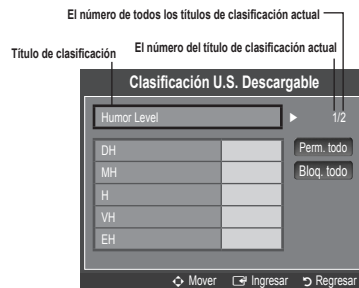 El número de todos los títulos de clasificación actual
Título de clasificación
El número del título de clasificación actual
Clasificación U.S. Descargable
Humor Level ► 1/2
DH
Perm. todo
MH
Bloq. todo
H
VH
EH
Mover Ingresar Regresar